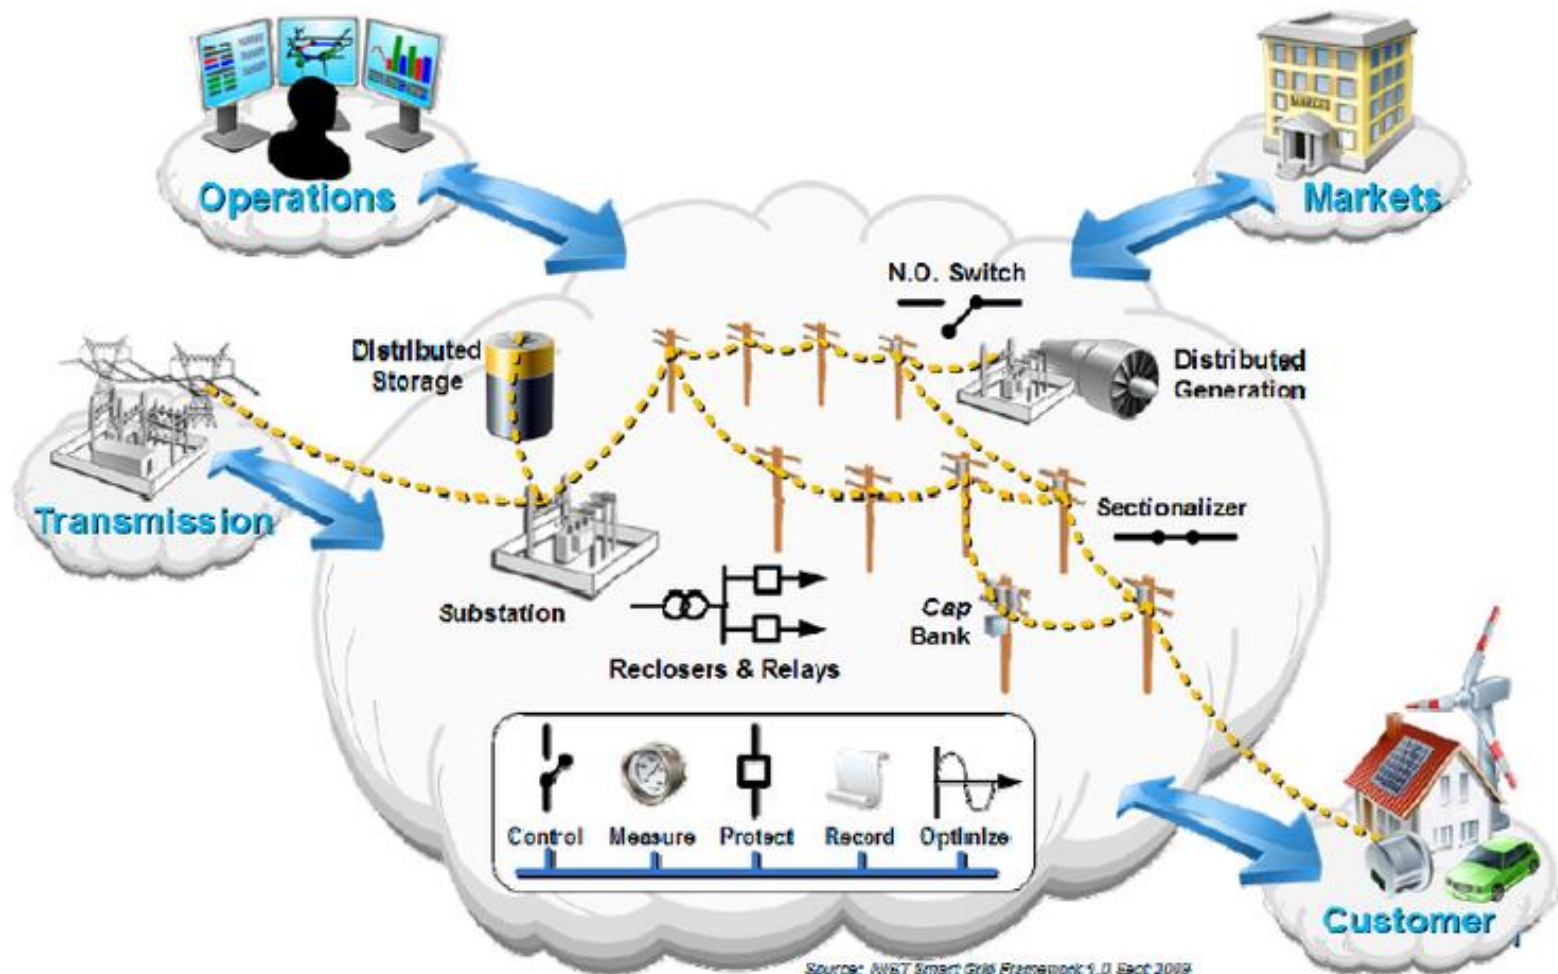 Operations
MARKET
Markets
N.O. Switch
Distributed
Storage
Distributed
Generation
Transmission
Sectionalizer
Substation
Cap
Bank
Reclosers & Relays
Control
Measure
Protect
Record
Optimize
Customer
Source: NIST Smart Grid Framework 1.0 Sept 2009